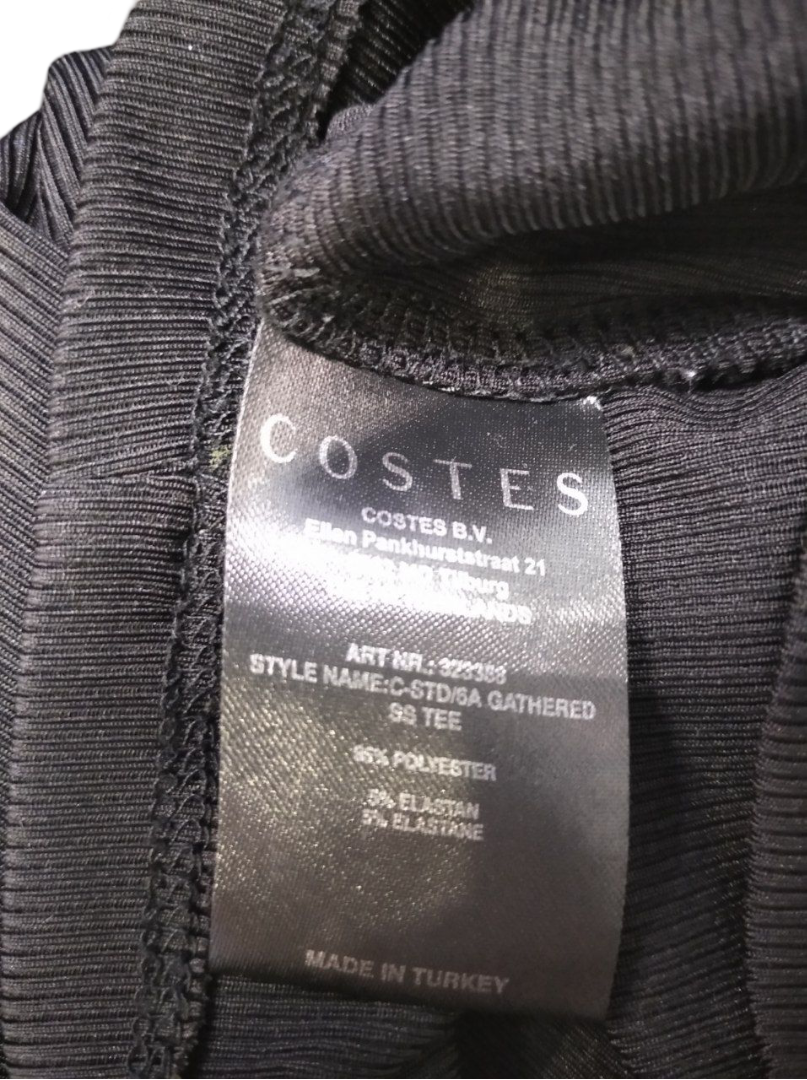 COSTES
COSTES B.V.
Ellen Pankhurststraat 21
Tilburg
ART NR.:
STYLE NAME:C-STD/6A GATHERED
SS TEE
95% POLYESTER
5% ELASTAN
5% ELASTANE
MADE IN TURKEY